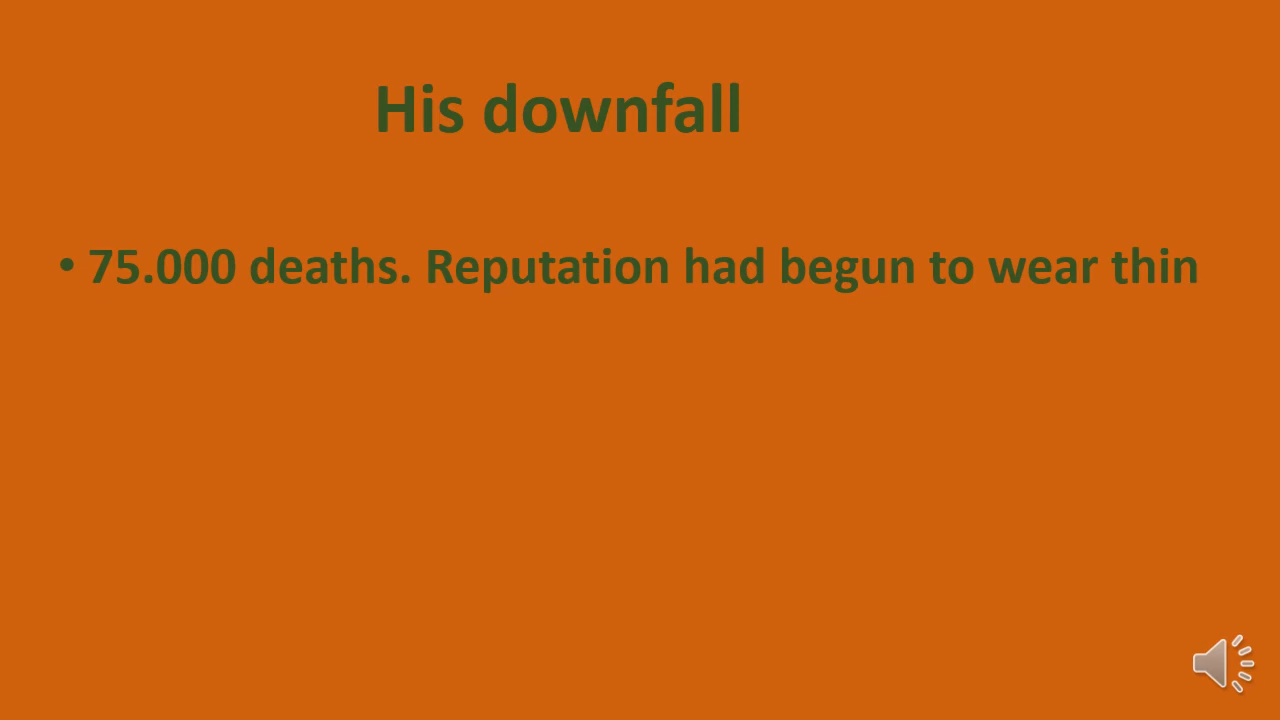 His downfall
• 75.000 deaths. Reputation had begun to wear thin